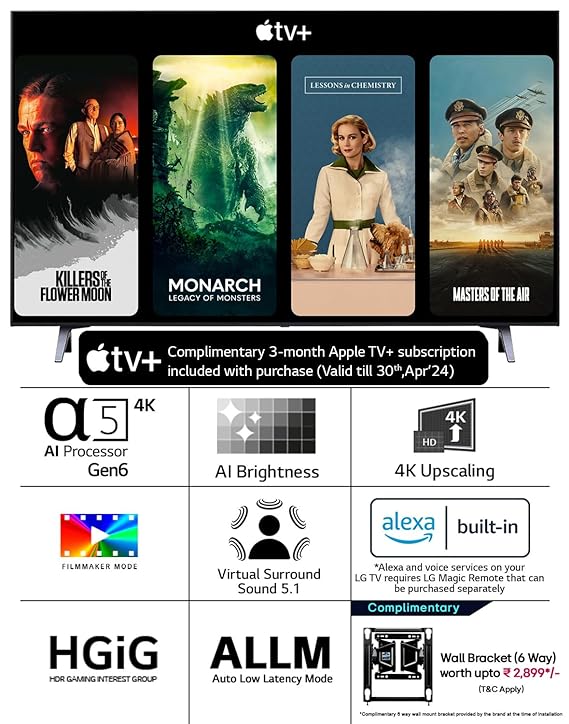 tv+
LESSONS in CHEMISTRY
KILLERS OF THE
FLOWER MOON
MONARCH
LEGACY OF MONSTERS
MASTERS OF THE AIR
tv+
Complimentary 3-month Apple TV+ subscription
included with purchase (Valid till 30th,Apr'24)
α5 4K
AI Processor
Gen6
AI Brightness
4K
HD
4K Upscaling
FILMMAKER MODE
Virtual Surround
Sound 5.1
alexa built-in
*Alexa and voice services on your
LG TV requires LG Magic Remote that can
be purchased separately
HGiG
HDR GAMING INTEREST GROUP
ALLM
Auto Low Latency Mode
Complimentary
Wall Bracket (6 Way)
worth upto ₹ 2,899*/-
(T&C Apply)
*Complimentary 6 way wall mount bracket provided by the brand at the time of Installation